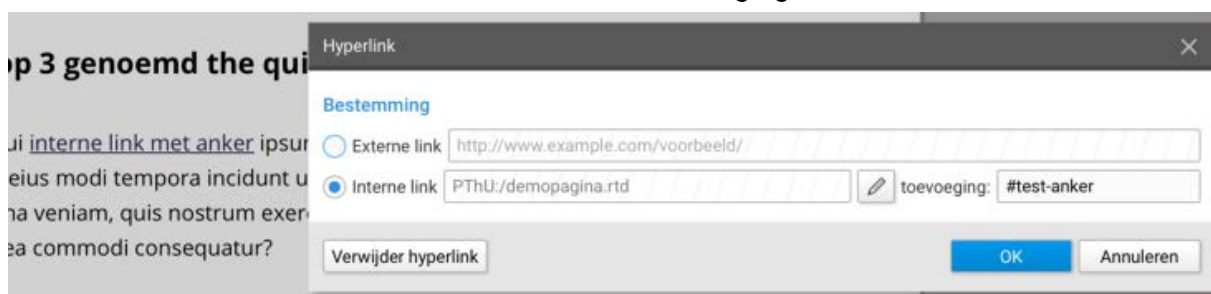 op 3 genoemd the qui
ui interne link met anker ipsur
eius modi tempora incidunt u
na veniam, quis nostrum exer
ea commodi consequatur?
Hyperlink
Bestemming
Externe link http://www.example.com/voorbeeld/
Interne link PThU:/demopagina.rtd toevoeging: #test-anker
Verwijder hyperlink OK Annuleren